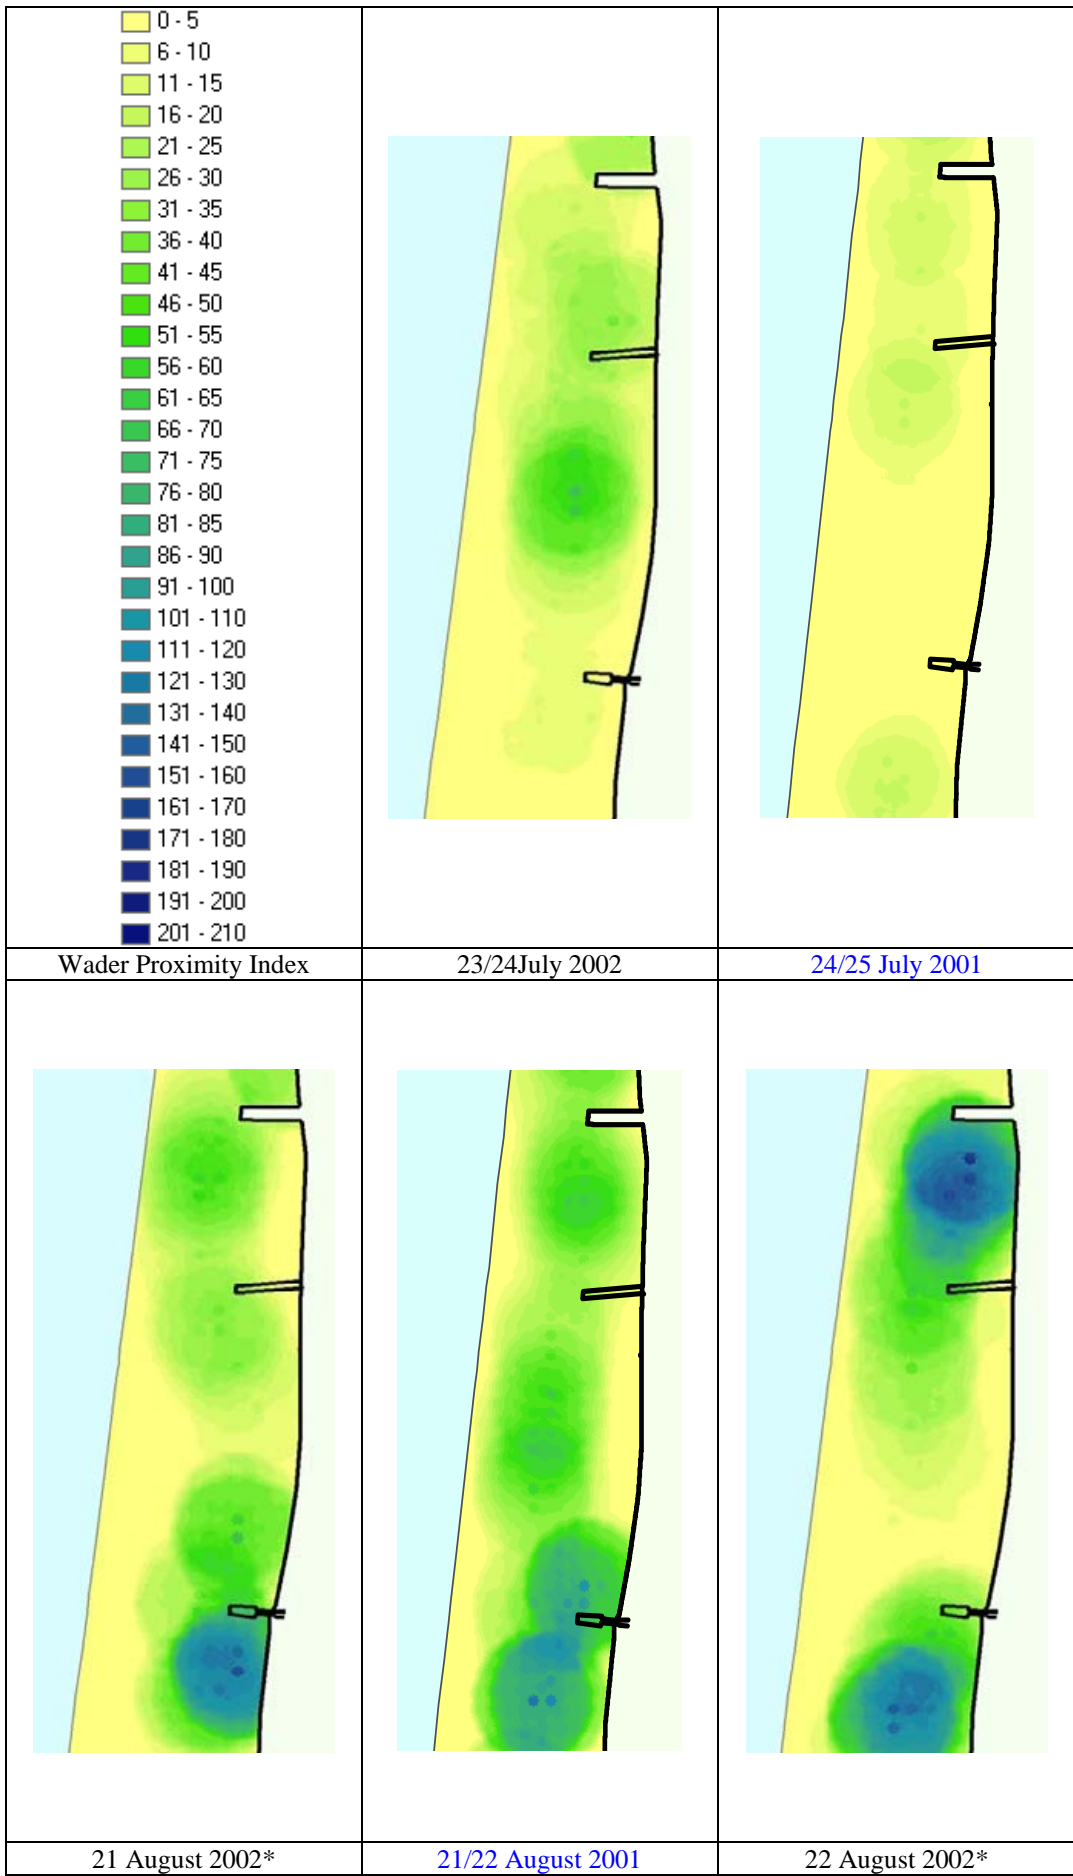 0 - 5
6 - 10
11 - 15
16 - 20
21 - 25
26 - 30
31 - 35
36 - 40
41 - 45
46 - 50
51 - 55
56 - 60
61 - 65
66 - 70
71 - 75
76 - 80
81 - 85
86 - 90
91 - 100
101 - 110
111 - 120
121 - 130
131 - 140
141 - 150
151 - 160
161 - 170
171 - 180
181 - 190
191 - 200
201 - 210
Wader Proximity Index
23/24July 2002
24/25 July 2001
21 August 2002*
21/22 August 2001
22 August 2002*